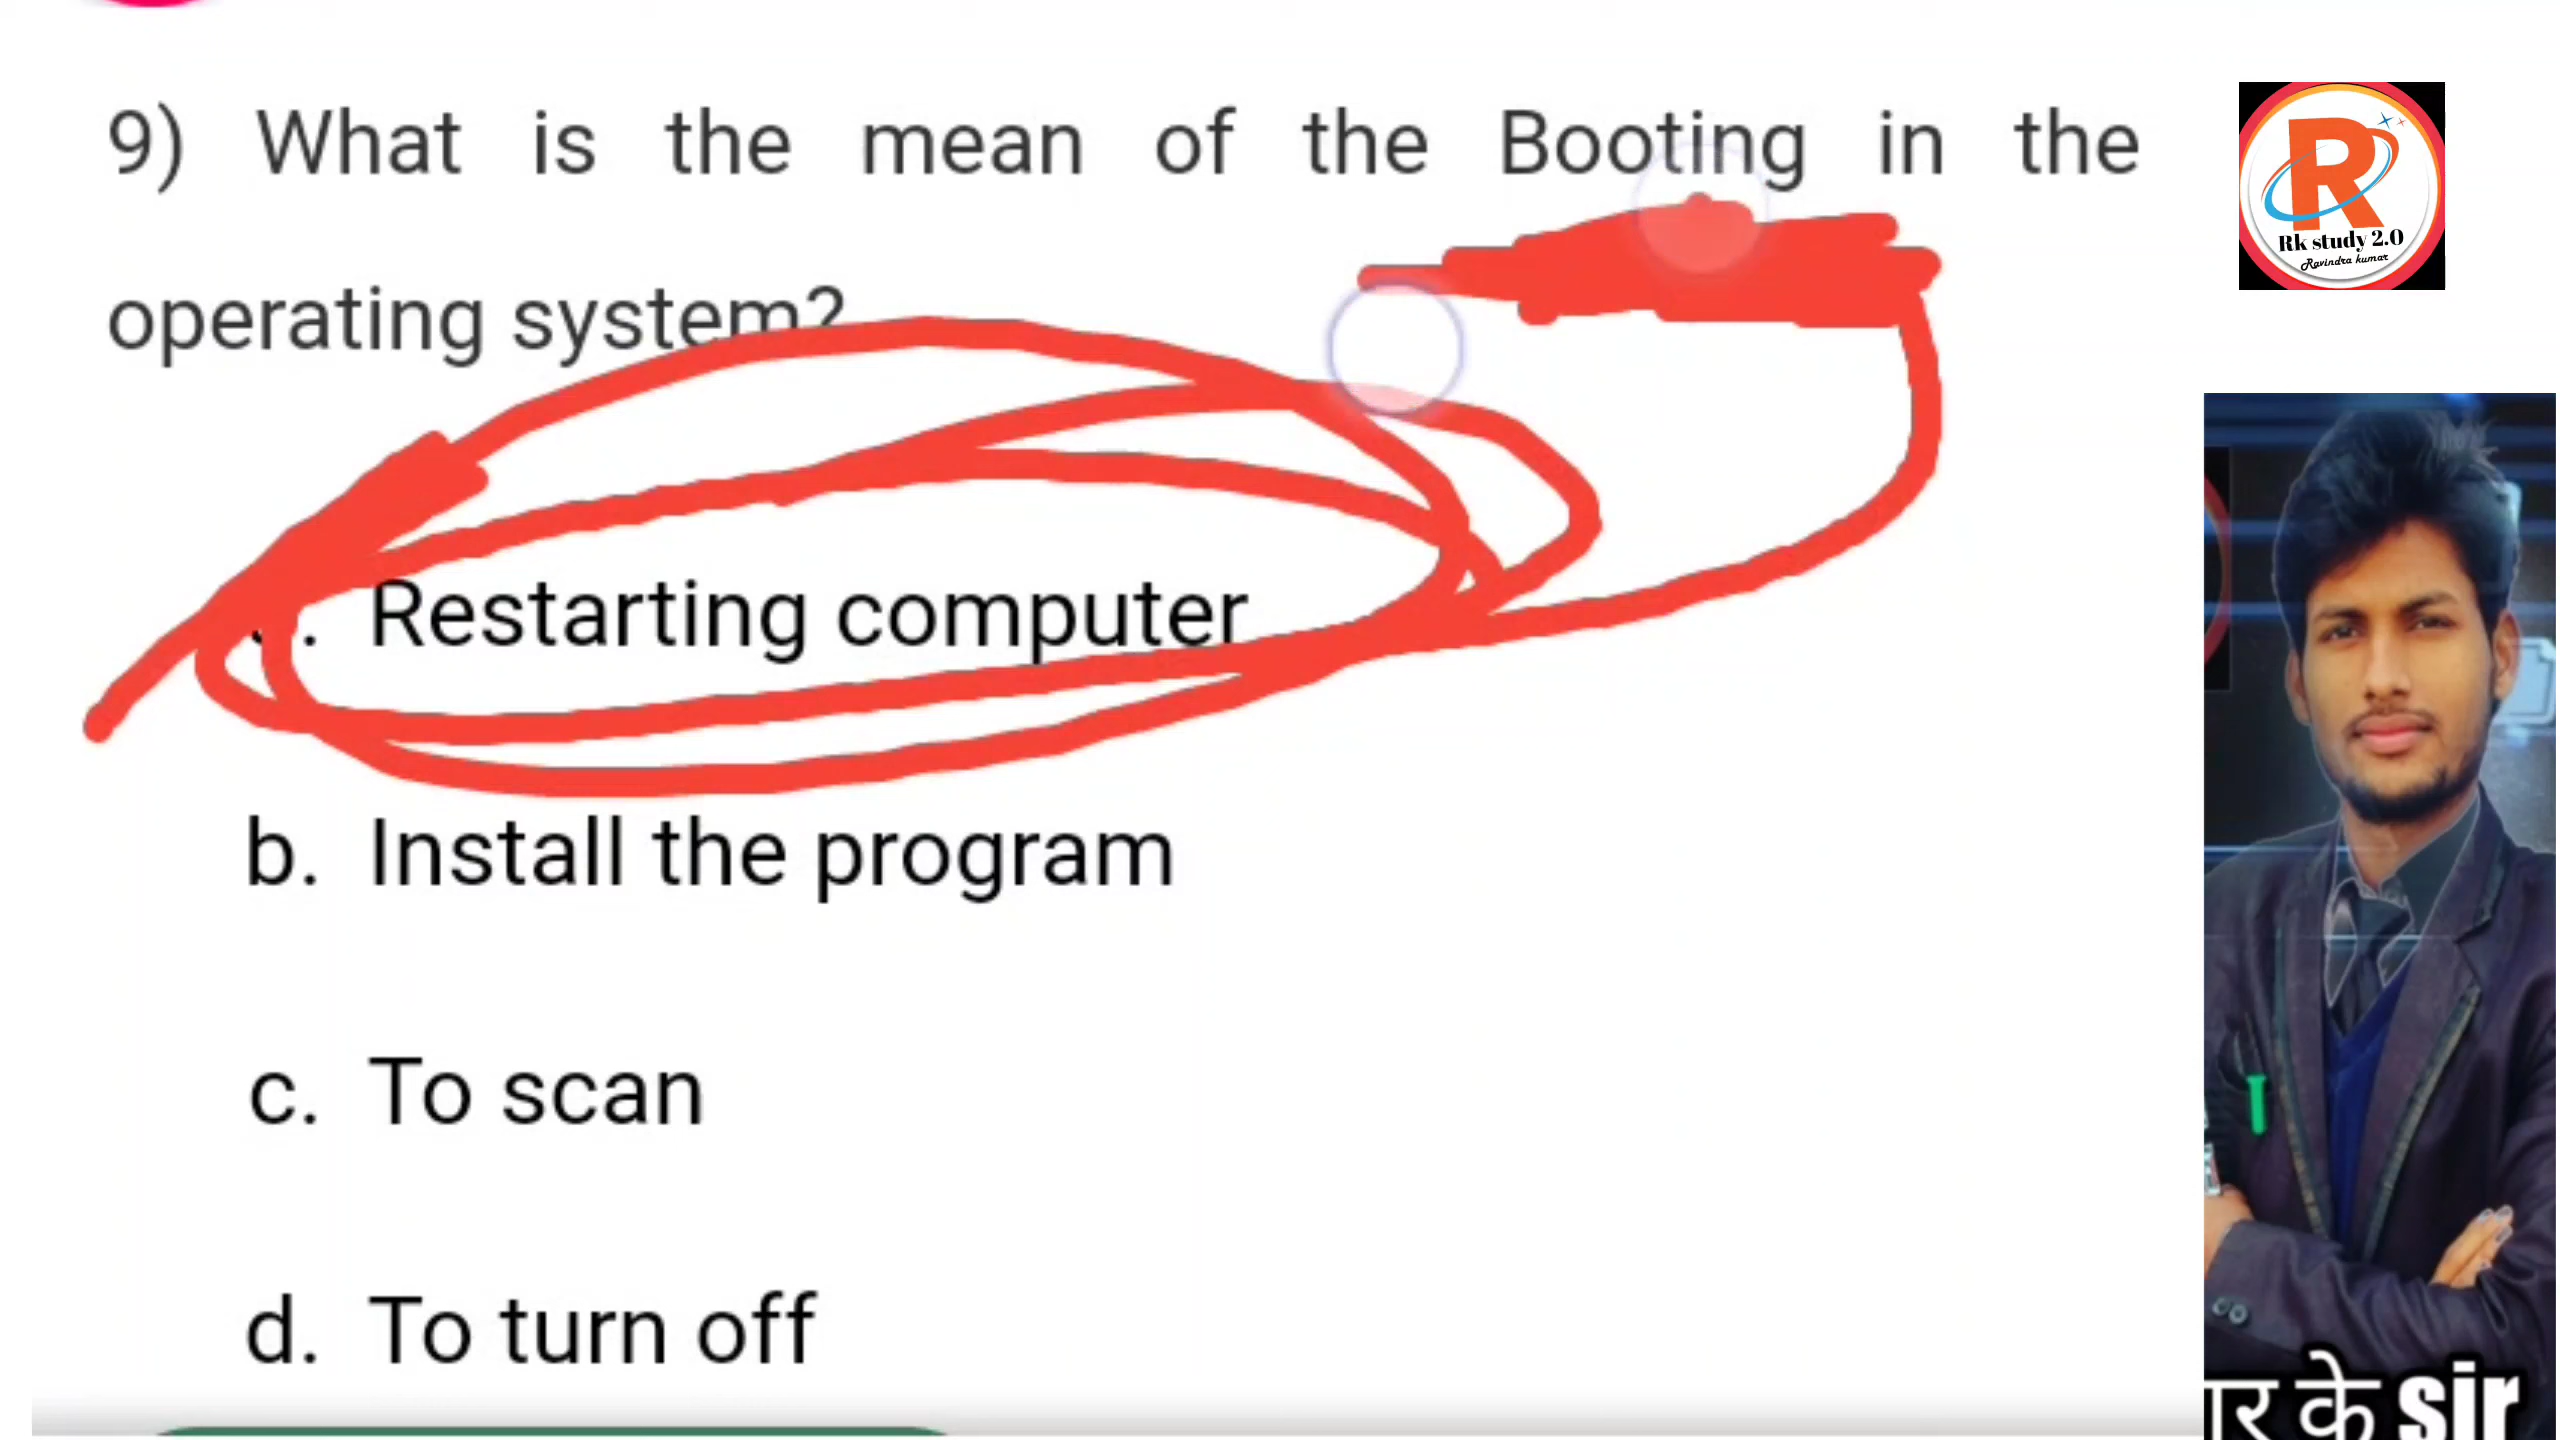 9) What is the mean of the Booting in the
operating system?
Restarting computer
b. Install the program
c. To scan
d. To turn off
R
Rk study 2.0
Ravindra kumar
के sir